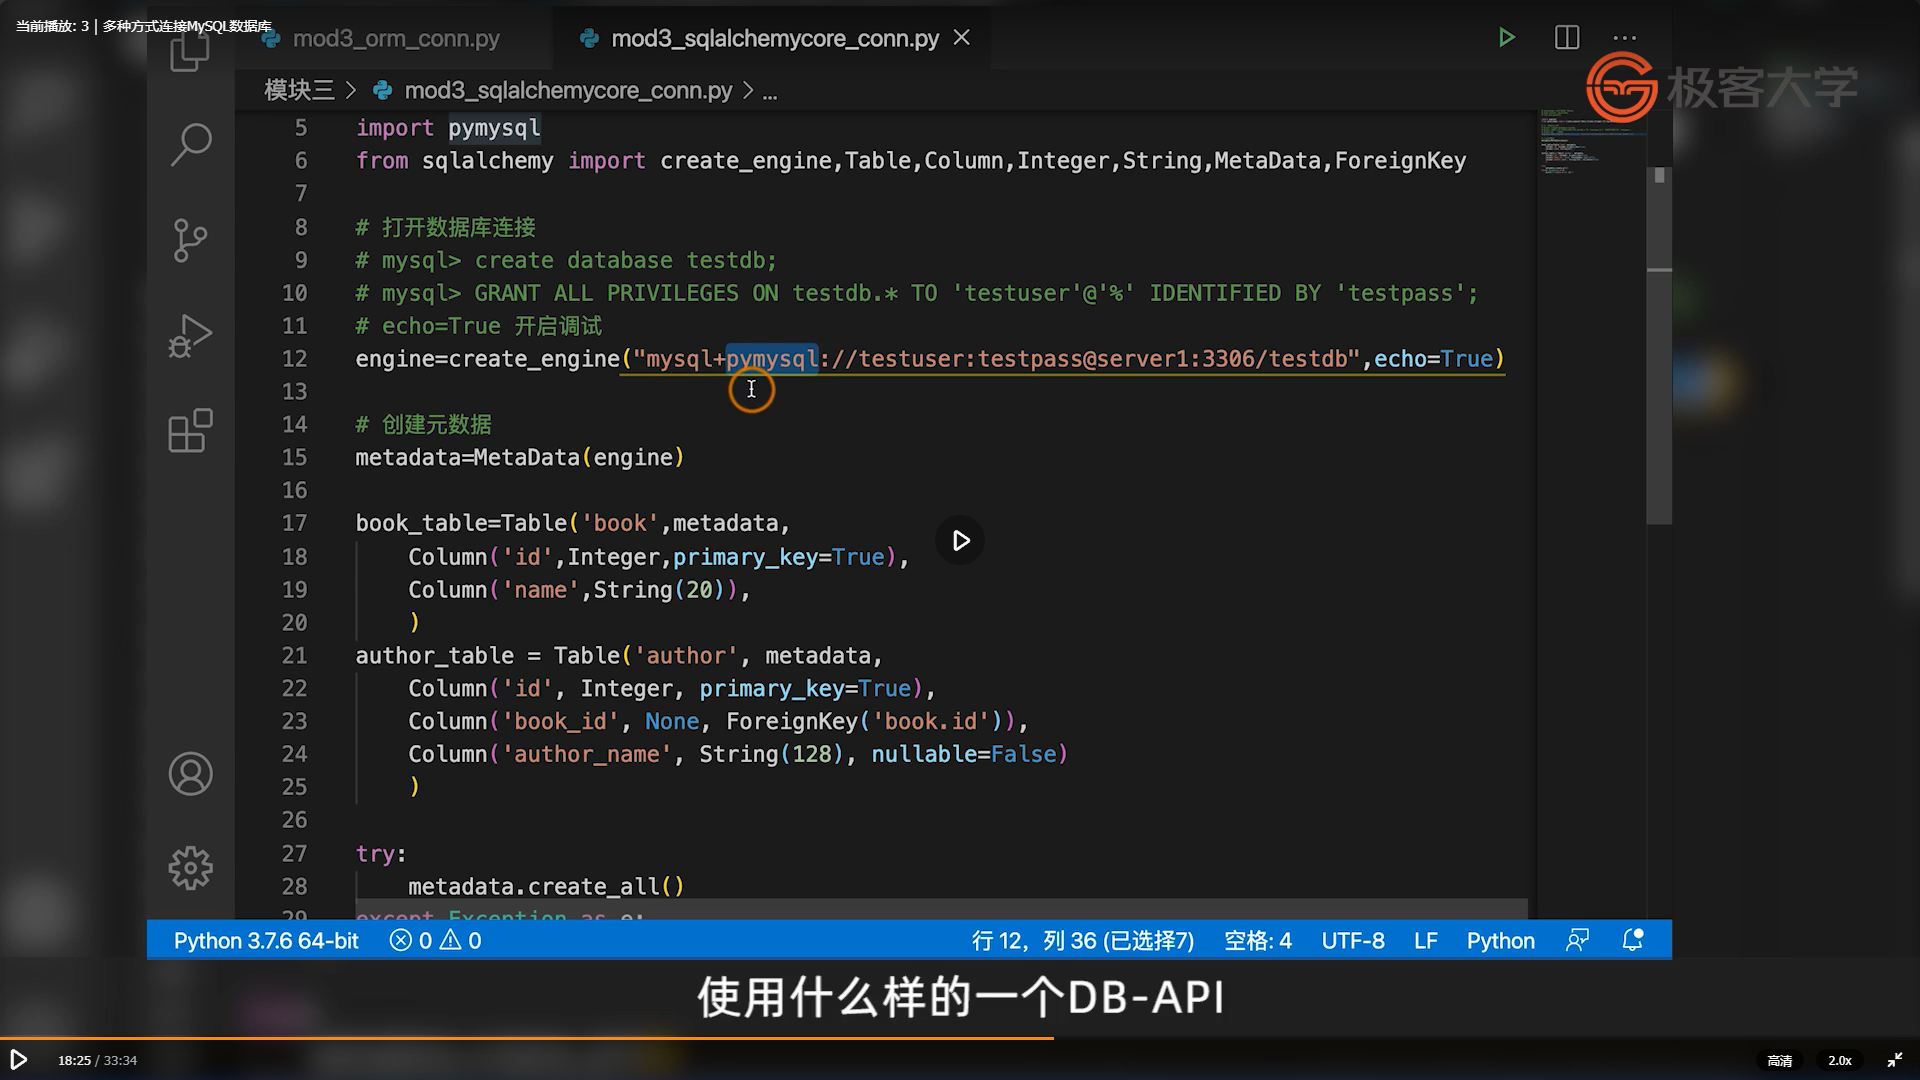 当前播放: 3 | 多种方式连接MySQL数据库
mod3_orm_conn.py
mod3_sqlalchemycore_conn.py
极客大学
模块三 > mod3_sqlalchemycore_conn.py > ...
5 import pymysql
6 from sqlalchemy import create_engine,Table,Column,Integer,String,MetaData,ForeignKey
7
8 # 打开数据库连接
9 # mysql> create database testdb;
10 # mysql> GRANT ALL PRIVILEGES ON testdb.* TO 'testuser'@'%' IDENTIFIED BY 'testpass';
11 # echo=True 开启调试
12 engine=create_engine("mysql+pymysql://testuser:testpass@server1:3306/testdb",echo=True)
13
14 # 创建元数据
15 metadata=MetaData(engine)
16
17 book_table=Table('book',metadata,
18 Column('id',Integer,primary_key=True),
19 Column('name',String(20)),
20 )
21 author_table = Table('author', metadata,
22 Column('id', Integer, primary_key=True),
23 Column('book_id', None, ForeignKey('book.id')),
24 Column('author_name', String(128), nullable=False)
25 )
26
27 try:
28 metadata.create_all()
29 except Exception as e:
Python 3.7.6 64-bit 0 0 行 12，列 36 (已选择7) 空格: 4 UTF-8 LF Python
使用什么样的一个DB-API
18:25 / 33:34 高清 2.0x